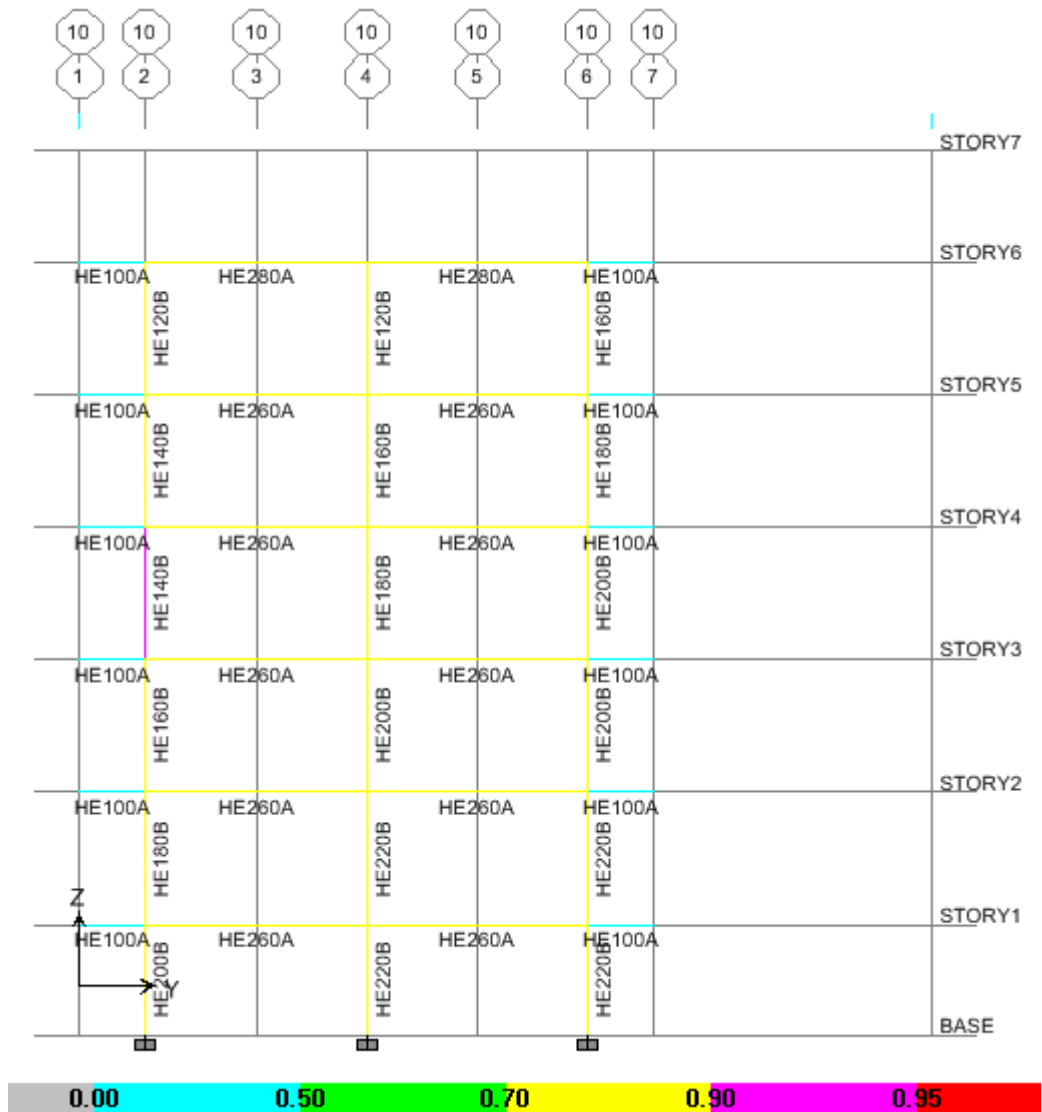 10 10 10 10 10 10 10
1 2 3 4 5 6 7
STORY7
STORY6
HE100A HE280A HE280A HE100A
HE120B HE120B HE160B
STORY5
HE100A HE260A HE260A HE100A
HE140B HE160B HE180B
STORY4
HE100A HE260A HE260A HE100A
HE140B HE180B HE200B
STORY3
HE100A HE260A HE260A HE100A
HE160B HE200B HE200B
STORY2
HE100A HE260A HE260A HE100A
HE180B HE220B HE220B
Z
STORY1
HE100A HE260A HE260A HE100A
HE200B HE220B HE220B
Y
BASE
0.00 0.50 0.70 0.90 0.95